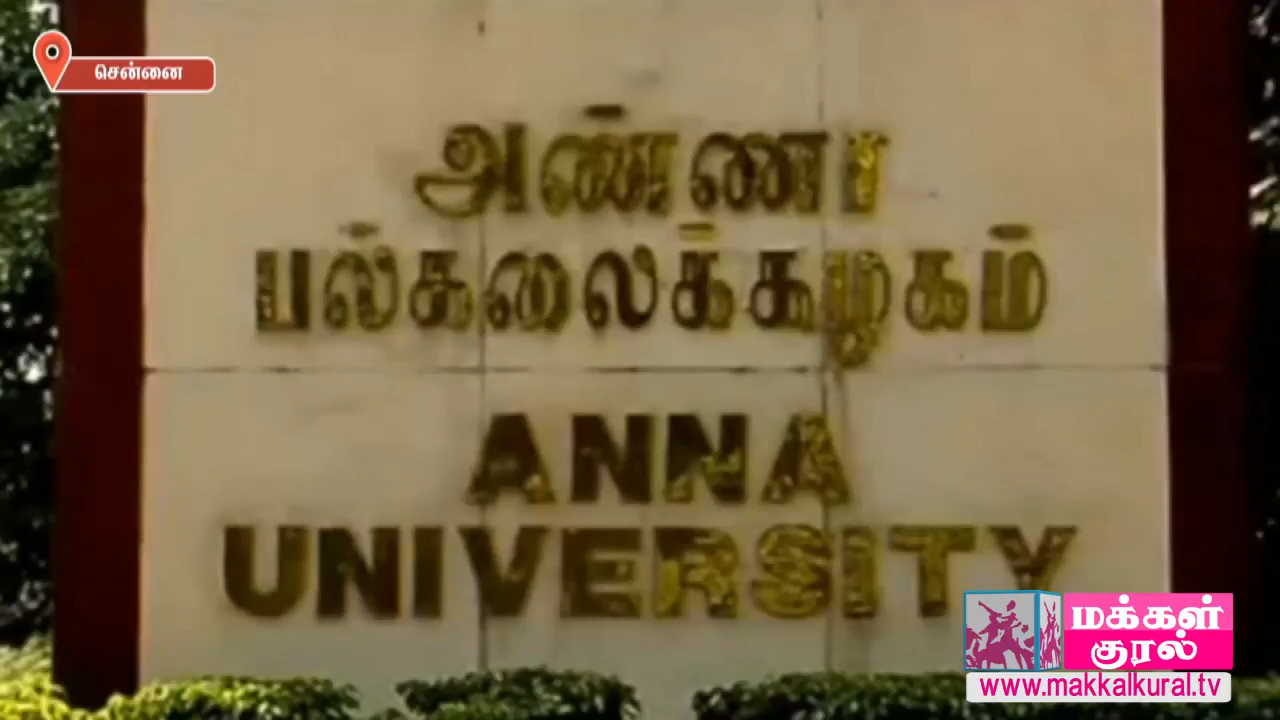 சென்னை
அண்ணா
பல்கலைக்கழகம்
ANNA
UNIVERSITY
மக்கள்
குரல்
www.makkalkural.tv